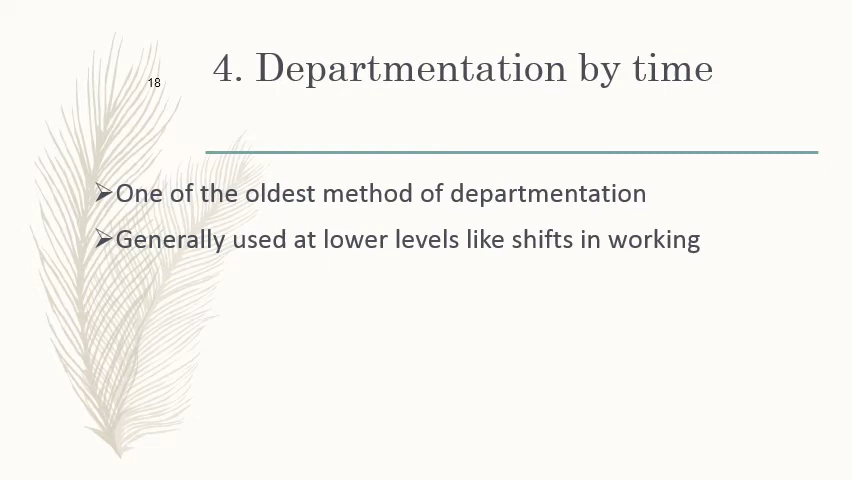 18
4. Departmentation by time
➢One of the oldest method of departmentation
➢Generally used at lower levels like shifts in working